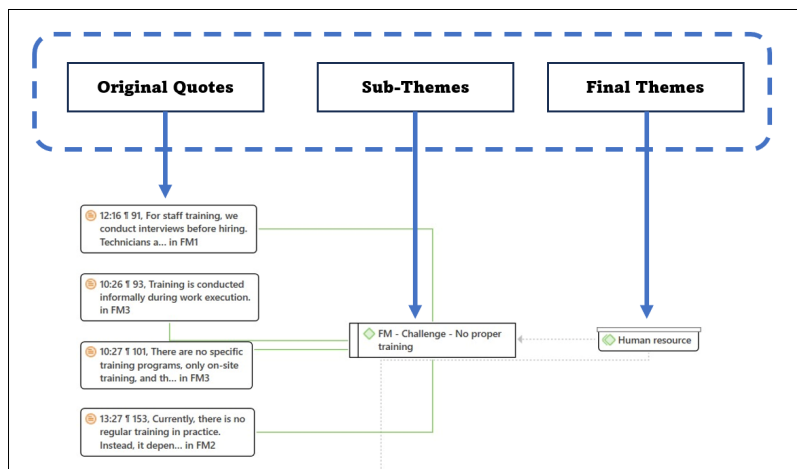 Original Quotes
Sub-Themes
Final Themes
12:16 ¶ 91, For staff training, we
conduct interviews before hiring.
Technicians a... in FM1
10:26 ¶ 93, Training is conducted
informally during work execution.
in FM3
10:27 ¶ 101, There are no specific
training programs, only on-site
training, and th... in FM3
13:27 ¶ 153, Currently, there is no
regular training in practice.
Instead, it depen... in FM2
FM - Challenge - No proper
training
Human resource